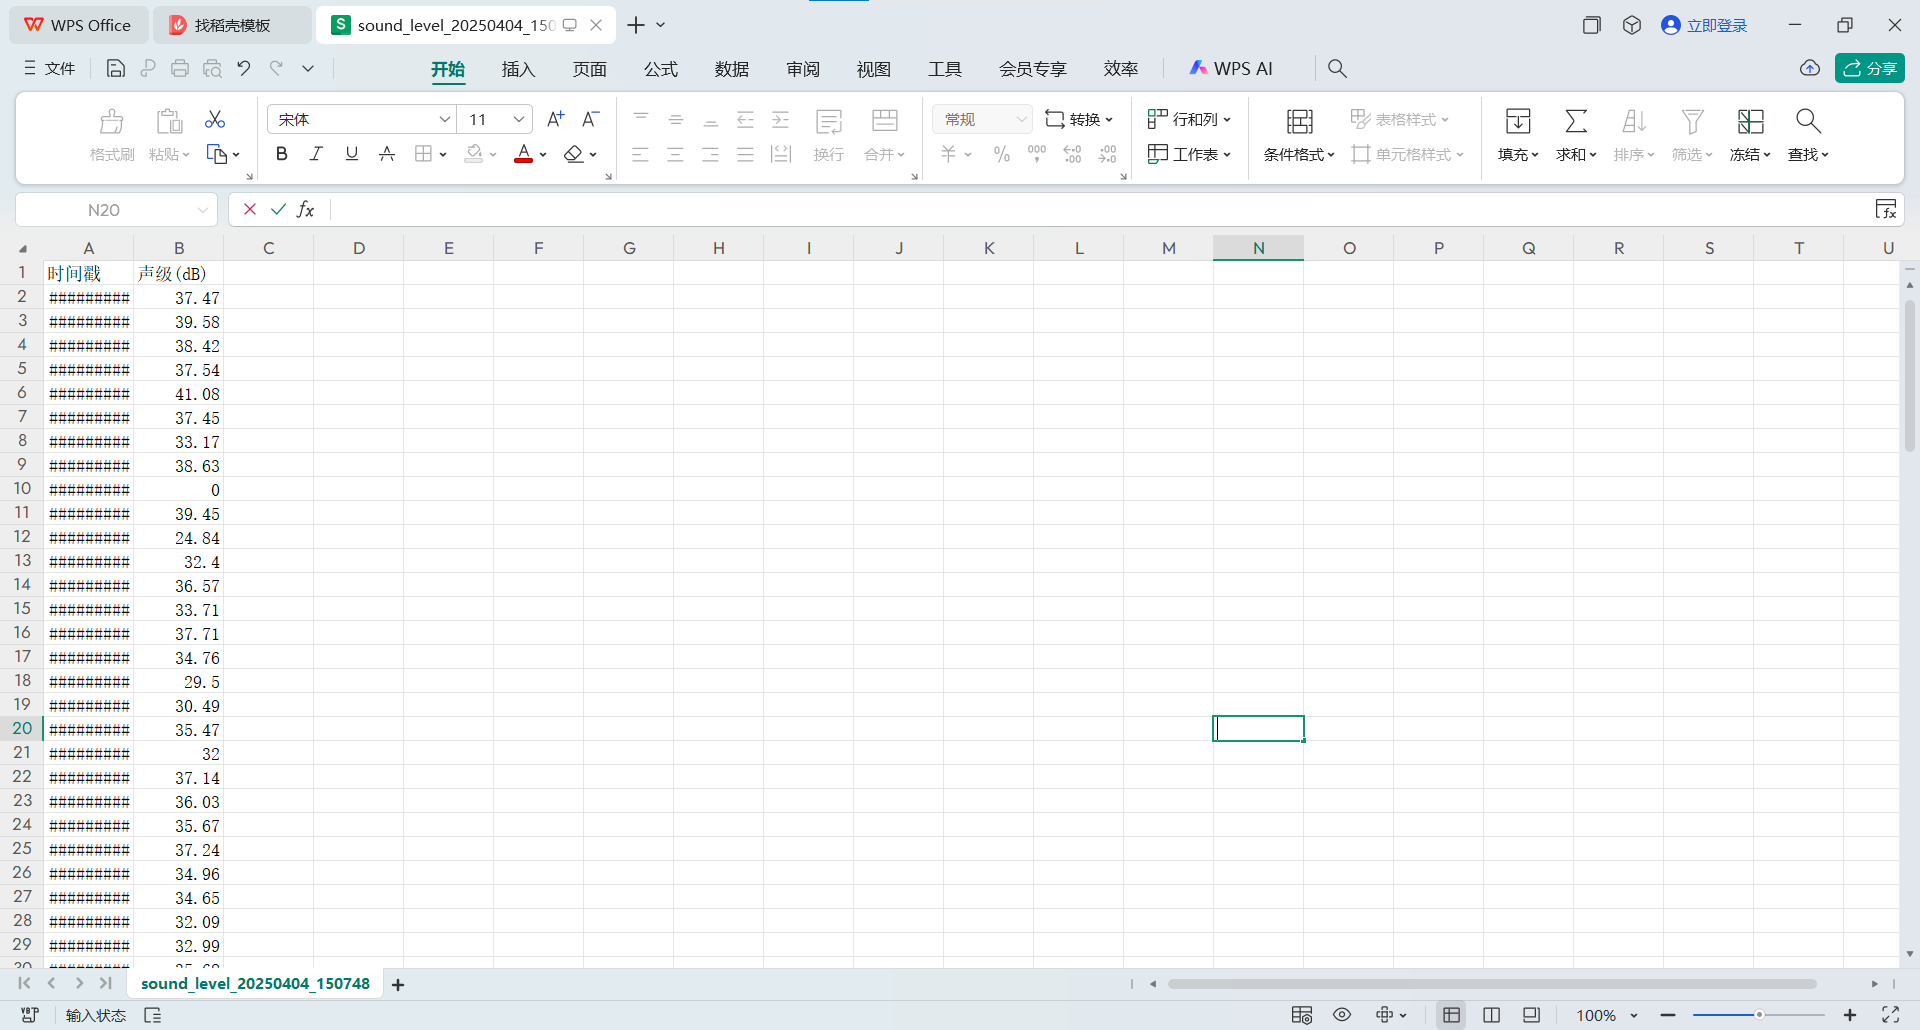 WPS Office 找稻壳模板 sound_level_20250404_150 立即登录
文件 开始 插入 页面 公式 数据 审阅 视图 工具 会员专享 效率 WPS AI 分享
宋体 11 A+ A- 常规 转换 行和列 表格样式
格式刷 粘贴 B I U A A 换行 合并 ¥ % 000 工作表 条件格式 单元格样式 填充 求和 排序 筛选 冻结 查找
N20 fx
A B C D E F G H I J K L M N O P Q R S T U
1 时间戳 声级(dB)
2 ######### 37.47
3 ######### 39.58
4 ######### 38.42
5 ######### 37.54
6 ######### 41.08
7 ######### 37.45
8 ######### 33.17
9 ######### 38.63
10 ######### 0
11 ######### 39.45
12 ######### 24.84
13 ######### 32.4
14 ######### 36.57
15 ######### 33.71
16 ######### 37.71
17 ######### 34.76
18 ######### 29.5
19 ######### 30.49
20 ######### 35.47
21 ######### 32
22 ######### 37.14
23 ######### 36.03
24 ######### 35.67
25 ######### 37.24
26 ######### 34.96
27 ######### 34.65
28 ######### 32.09
29 ######### 32.99
sound_level_20250404_150748
输入状态 100%